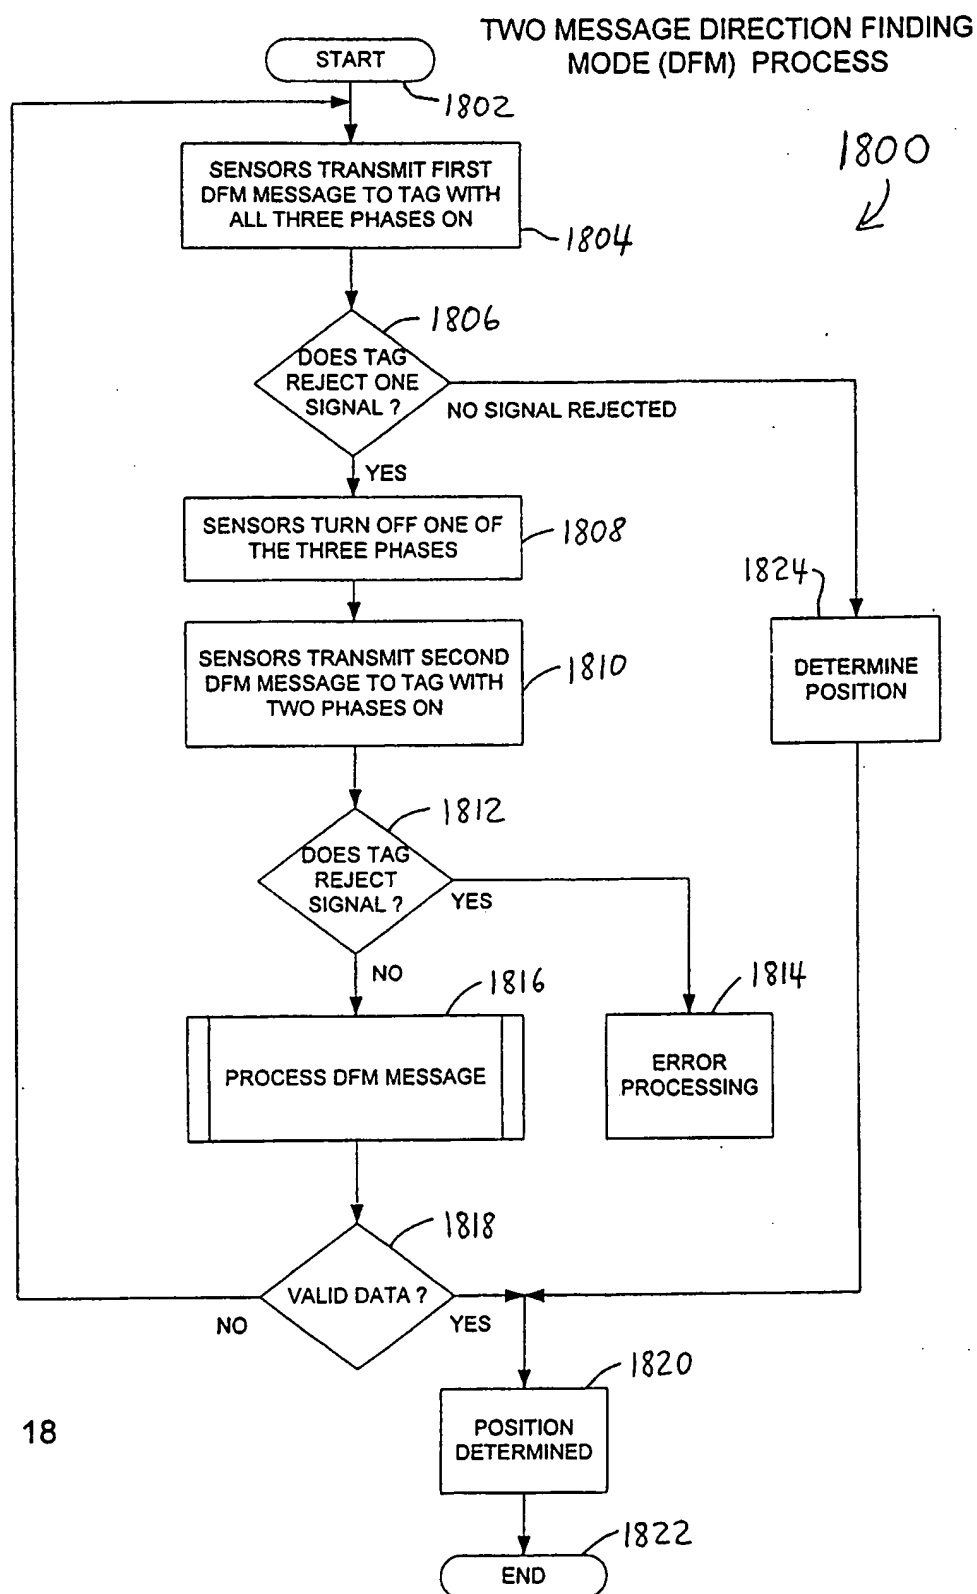 TWO MESSAGE DIRECTION FINDING
MODE (DFM) PROCESS
START
1802
1800
SENSORS TRANSMIT FIRST
DFM MESSAGE TO TAG WITH
ALL THREE PHASES ON
1804
1806
DOES TAG
REJECT ONE
SIGNAL ?
NO SIGNAL REJECTED
YES
SENSORS TURN OFF ONE OF
THE THREE PHASES
1808
1824
SENSORS TRANSMIT SECOND
DFM MESSAGE TO TAG WITH
TWO PHASES ON
1810
DETERMINE
POSITION
1812
DOES TAG
REJECT
SIGNAL ?
YES
NO
1816
1814
PROCESS DFM MESSAGE
ERROR
PROCESSING
1818
VALID DATA ?
NO
YES
1820
18
POSITION
DETERMINED
1822
END